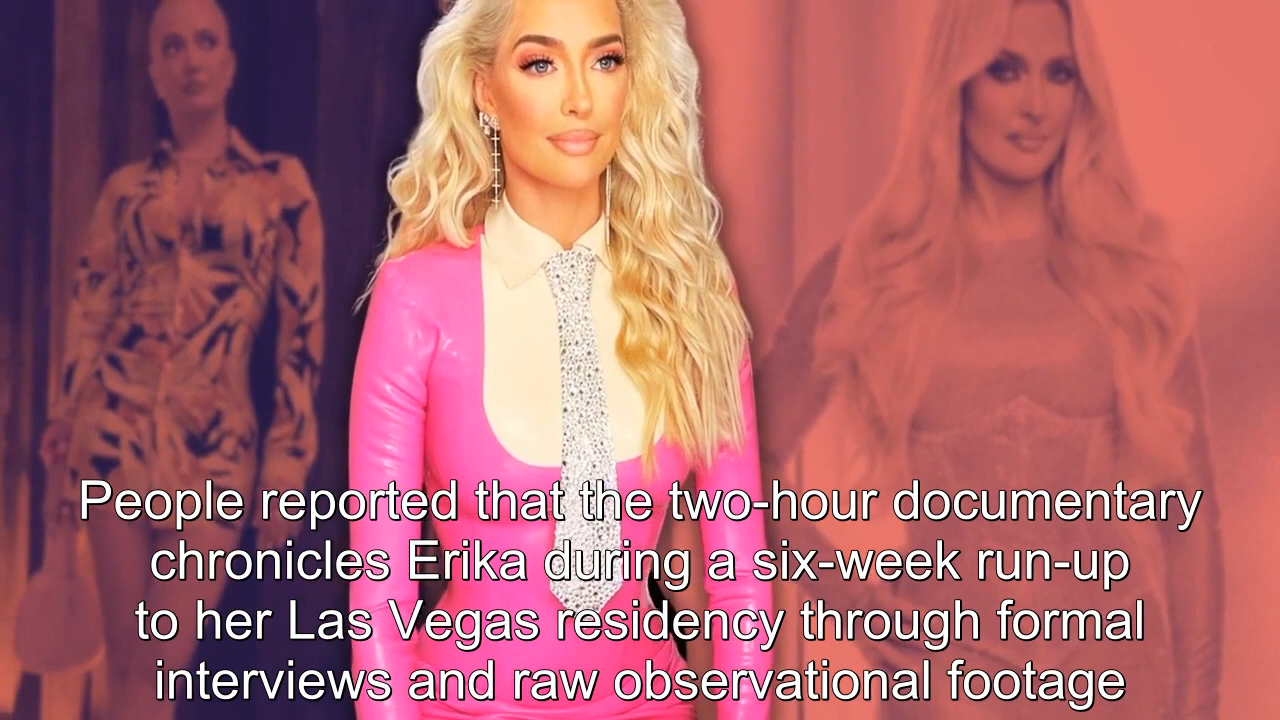 People reported that the two-hour documentary
chronicles Erika during a six-week run-up
to her Las Vegas residency through formal
interviews and raw observational footage